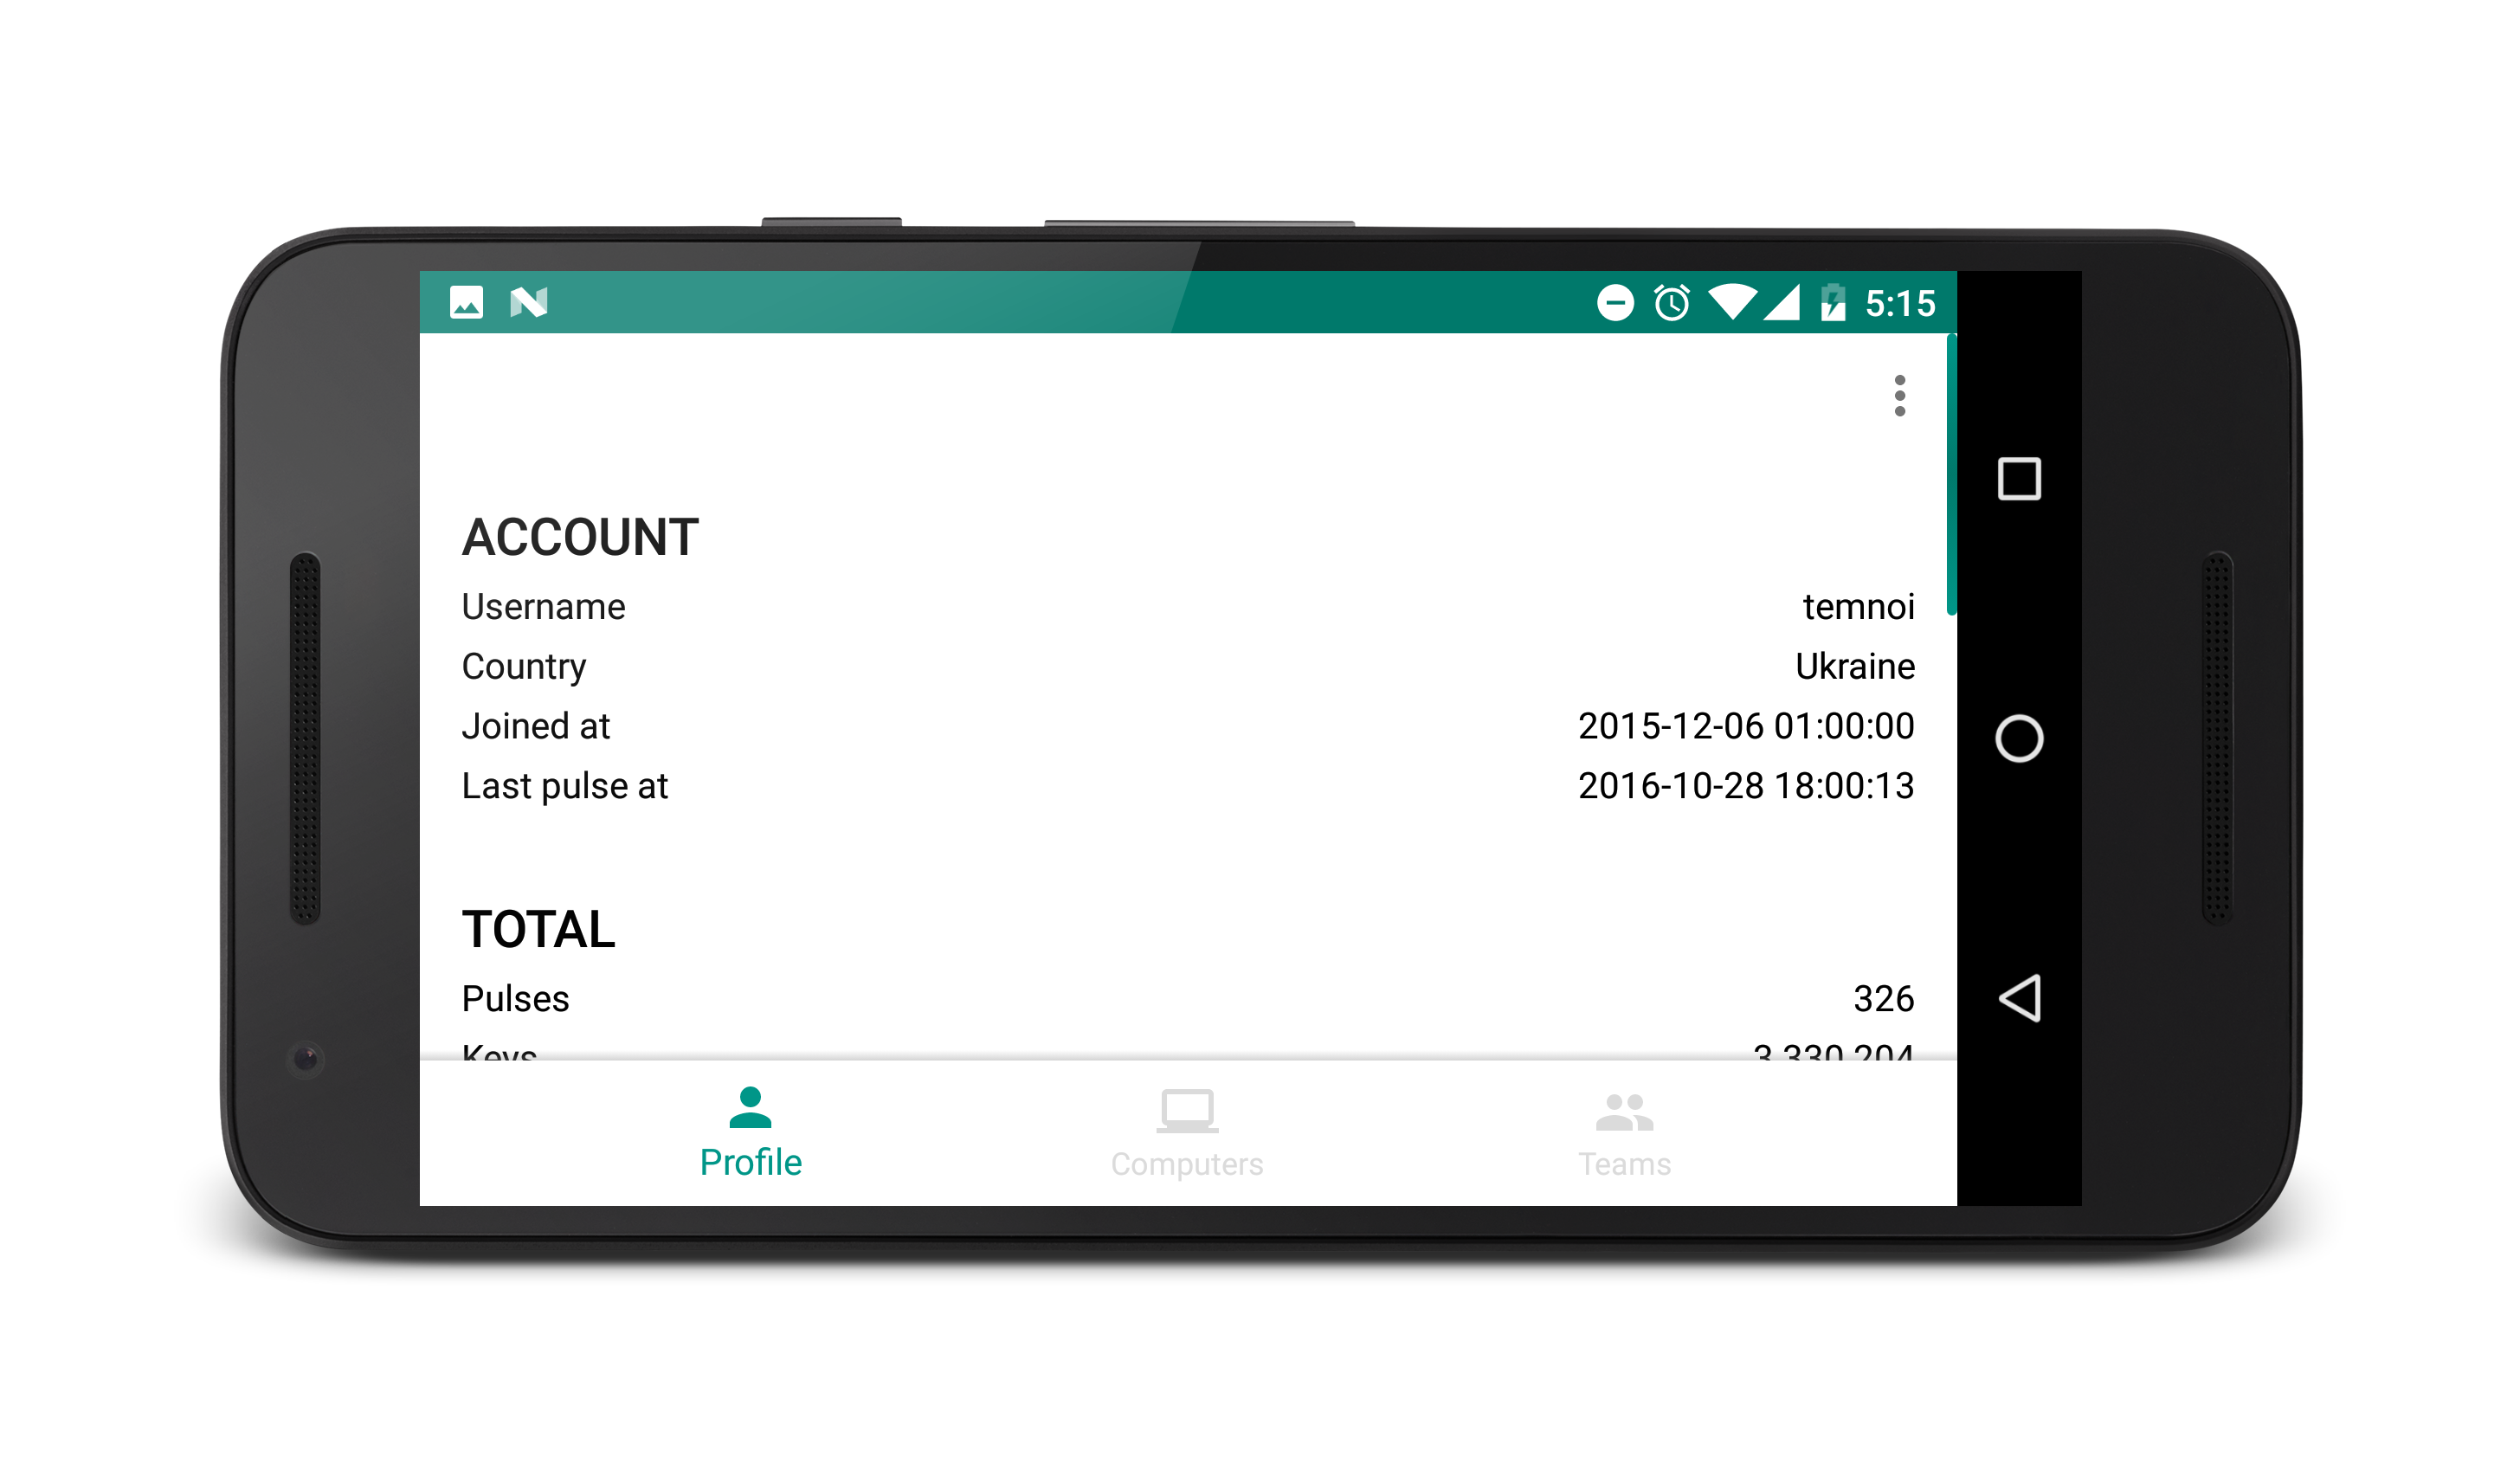 5:15
ACCOUNT
Username temnoi
Country Ukraine
Joined at 2015-12-06 01:00:00
Last pulse at 2016-10-28 18:00:13
TOTAL
Pulses 326
Keys 3 330 204
Profile Computers Teams